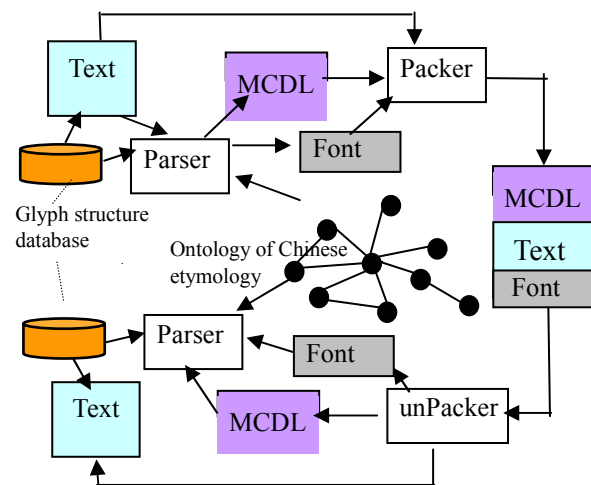 Text
MCDL
Packer
Parser
Font
Glyph structure
database
MCDL
Text
Font
Ontology of Chinese
etymology
Parser
Font
Text
MCDL
unPacker